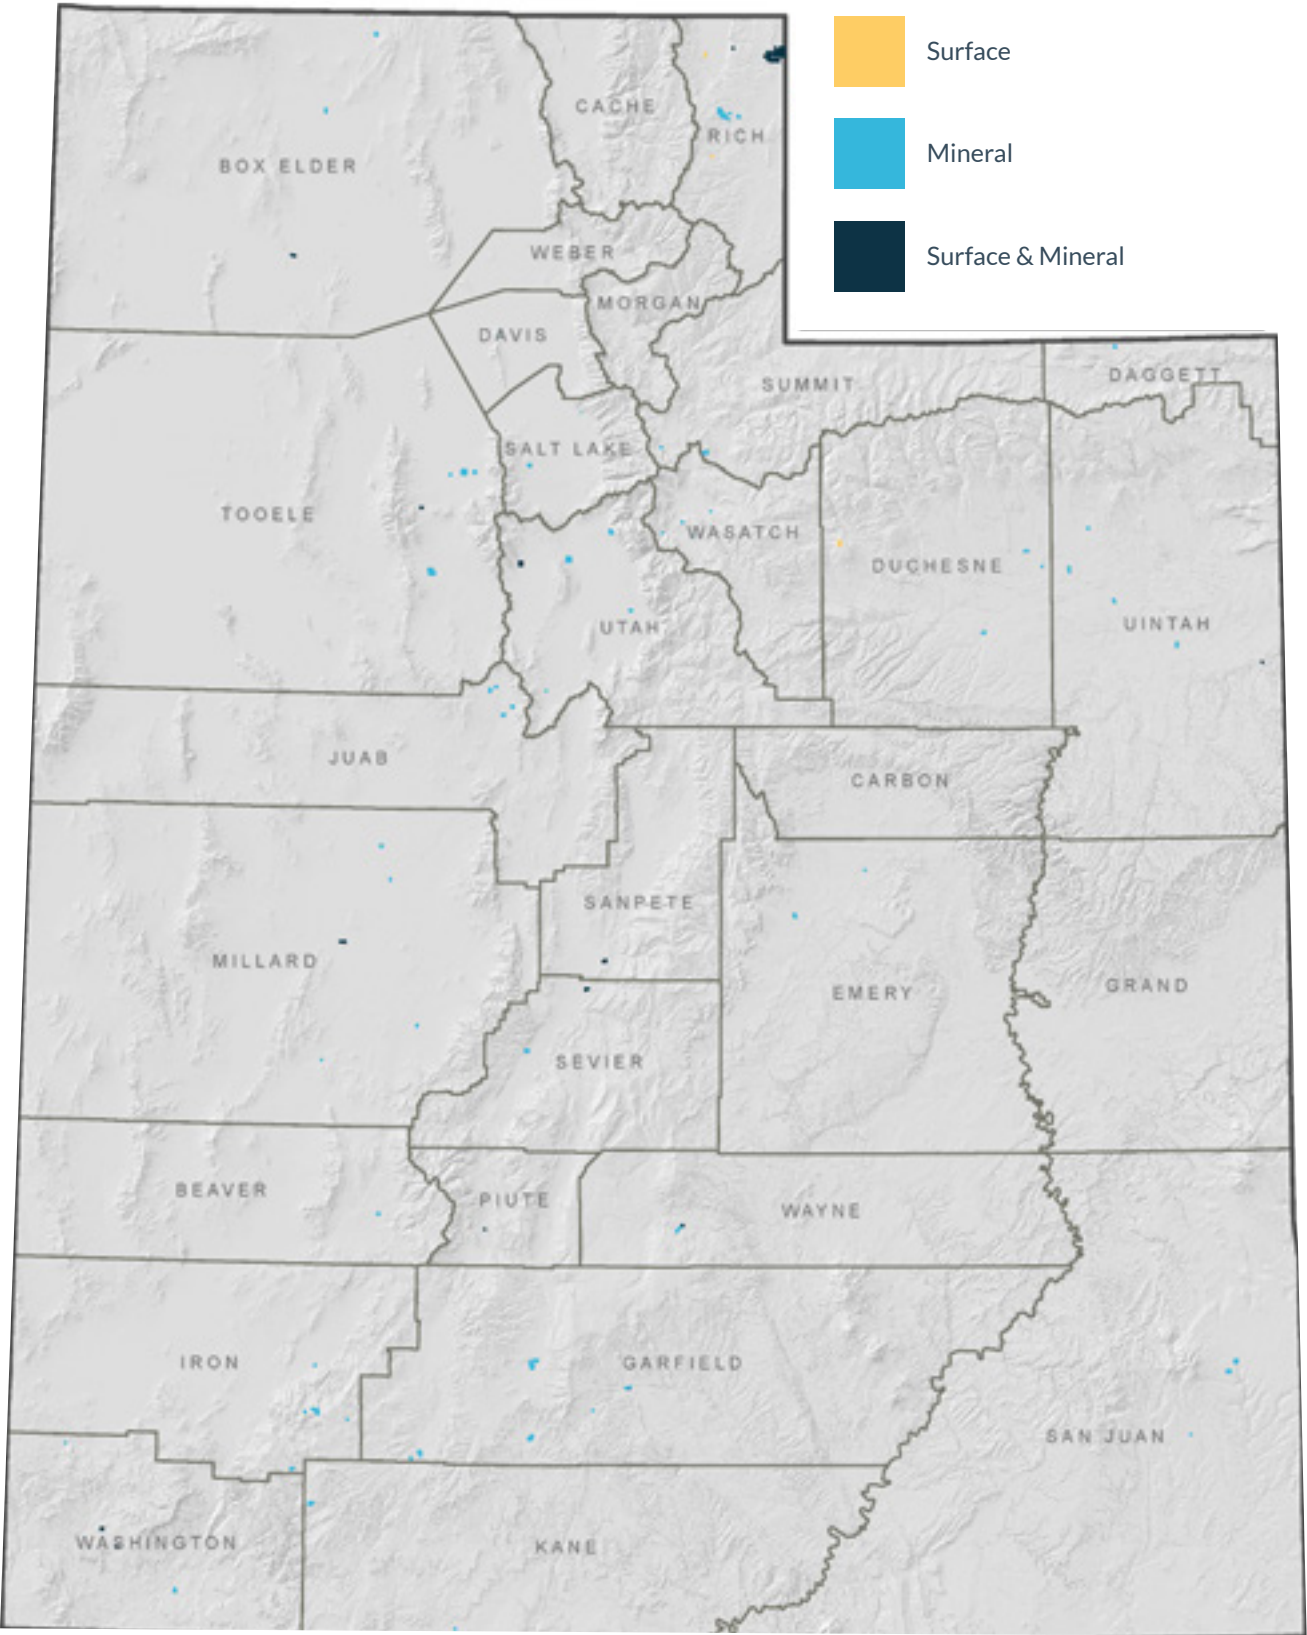 Surface
Mineral
Surface & Mineral
CACHE
RICH
BOX ELDER
WEBER
MORGAN
DAVIS
DAGGETT
SUMMIT
SALT LAKE
TOOELE
WASATCH
DUCHESNE
UINTAH
UTAH
JUAB
CARBON
SANPETE
MILLARD
EMERY
GRAND
SEVIER
BEAVER
PIUTE
WAYNE
IRON
GARFIELD
SAN JUAN
WASHINGTON
KANE